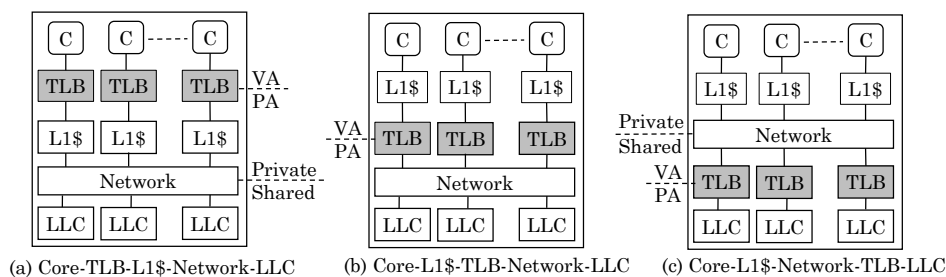 C C C
TLB TLB TLB
VA
PA
L1$ L1$ L1$
Private
Network
Shared
LLC LLC LLC
(a) Core-TLB-L1$-Network-LLC
C C C
L1$ L1$ L1$
VA
TLB TLB TLB
PA
Network
LLC LLC LLC
(b) Core-L1$-TLB-Network-LLC
C C C
L1$ L1$ L1$
Private
Network
Shared
VA
TLB TLB TLB
PA
LLC LLC LLC
(c) Core-L1$-Network-TLB-LLC